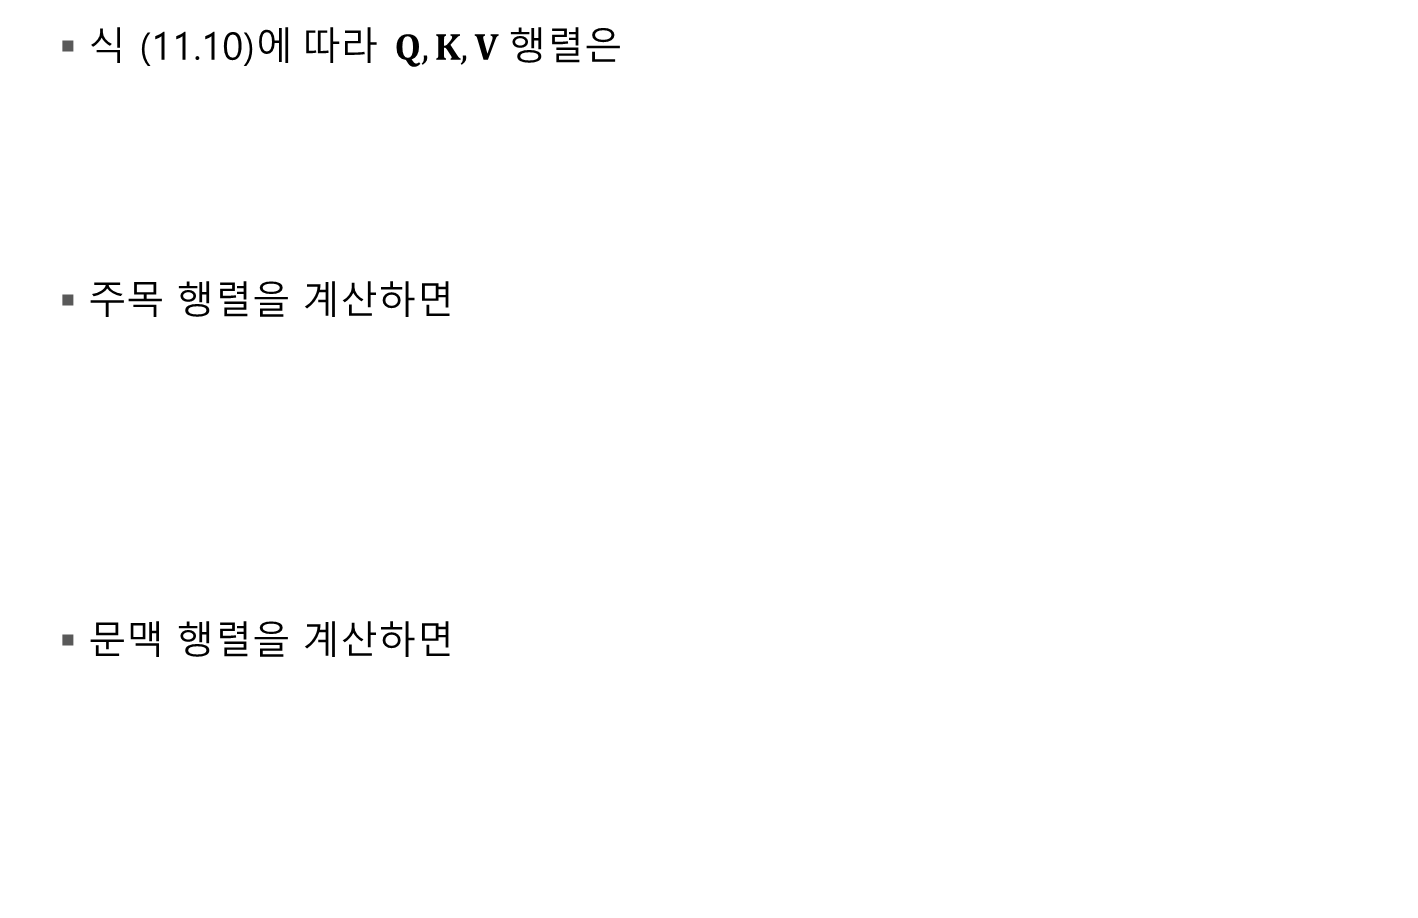 ▪ 식 (11.10)에 따라 Q, K, V 행렬은
▪ 주목 행렬을 계산하면
▪ 문맥 행렬을 계산하면